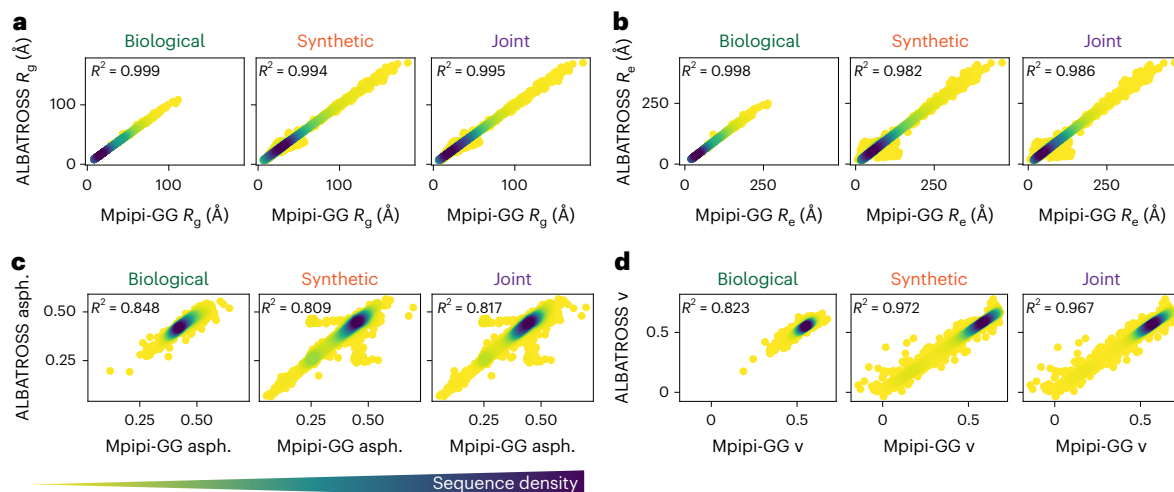 a
Biological Synthetic Joint
ALBATROSS Rg (Å)
R² = 0.999 R² = 0.994 R² = 0.995
100
0
0 100 0 100 0 100
Mpipi-GG Rg (Å) Mpipi-GG Rg (Å) Mpipi-GG Rg (Å)
b
Biological Synthetic Joint
ALBATROSS Re (Å)
R² = 0.998 R² = 0.982 R² = 0.986
250
0
0 250 0 250 0 250
Mpipi-GG Re (Å) Mpipi-GG Re (Å) Mpipi-GG Re (Å)
c
Biological Synthetic Joint
ALBATROSS asph.
R² = 0.848 R² = 0.809 R² = 0.817
0.50
0.25
0.25 0.50 0.25 0.50 0.25 0.50
Mpipi-GG asph. Mpipi-GG asph. Mpipi-GG asph.
d
Biological Synthetic Joint
ALBATROSS v
R² = 0.823 R² = 0.972 R² = 0.967
0.5
0
0 0.5 0 0.5 0 0.5
Mpipi-GG v Mpipi-GG v Mpipi-GG v
Sequence density